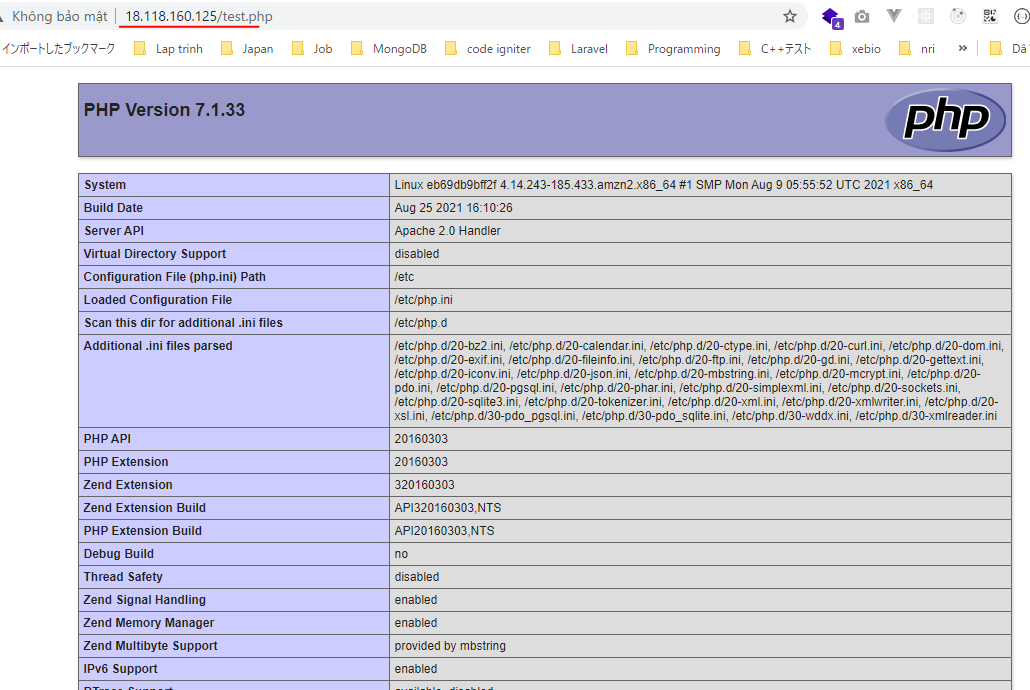 Không bảo mật 18.118.160.125/test.php
4
インポートしたブックマーク Lap trinh Japan Job MongoDB code igniter Laravel Programming C++テスト xebio nri »
PHP Version 7.1.33
php
System Linux eb69db9bff2f 4.14.243-185.433.amzn2.x86_64 #1 SMP Mon Aug 9 05:55:52 UTC 2021 x86_64
Build Date Aug 25 2021 16:10:26
Server API Apache 2.0 Handler
Virtual Directory Support disabled
Configuration File (php.ini) Path /etc
Loaded Configuration File /etc/php.ini
Scan this dir for additional .ini files /etc/php.d
Additional .ini files parsed /etc/php.d/20-bz2.ini, /etc/php.d/20-calendar.ini, /etc/php.d/20-ctype.ini, /etc/php.d/20-curl.ini, /etc/php.d/20-dom.ini,
/etc/php.d/20-exif.ini, /etc/php.d/20-fileinfo.ini, /etc/php.d/20-ftp.ini, /etc/php.d/20-gd.ini, /etc/php.d/20-gettext.ini,
/etc/php.d/20-iconv.ini, /etc/php.d/20-json.ini, /etc/php.d/20-mbstring.ini, /etc/php.d/20-mcrypt.ini, /etc/php.d/20-
pdo.ini, /etc/php.d/20-pgsql.ini, /etc/php.d/20-phar.ini, /etc/php.d/20-simplexml.ini, /etc/php.d/20-sockets.ini,
/etc/php.d/20-sqlite3.ini, /etc/php.d/20-tokenizer.ini, /etc/php.d/20-xml.ini, /etc/php.d/20-xmlwriter.ini, /etc/php.d/20-
xsl.ini, /etc/php.d/30-pdo_pgsql.ini, /etc/php.d/30-pdo_sqlite.ini, /etc/php.d/30-wddx.ini, /etc/php.d/30-xmlreader.ini
PHP API 20160303
PHP Extension 20160303
Zend Extension 320160303
Zend Extension Build API320160303,NTS
PHP Extension Build API20160303,NTS
Debug Build no
Thread Safety disabled
Zend Signal Handling enabled
Zend Memory Manager enabled
Zend Multibyte Support provided by mbstring
IPv6 Support enabled